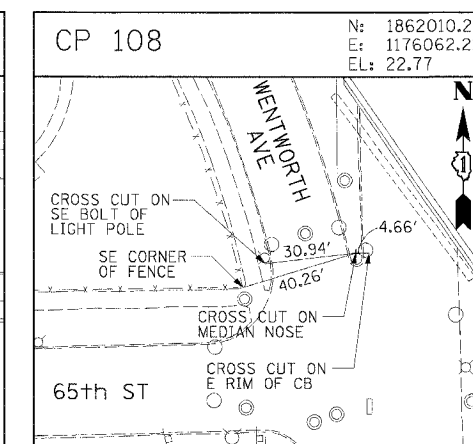 CP 108
N: 1862010.2
E: 1176062.2
EL: 22.77
N
WENTWORTH
AVE
CROSS CUT ON
SE BOLT OF
LIGHT POLE
30.94'
4.66'
SE CORNER
OF FENCE
40.26'
CROSS CUT ON
MEDIAN NOSE
CROSS CUT ON
E RIM OF CB
65th ST